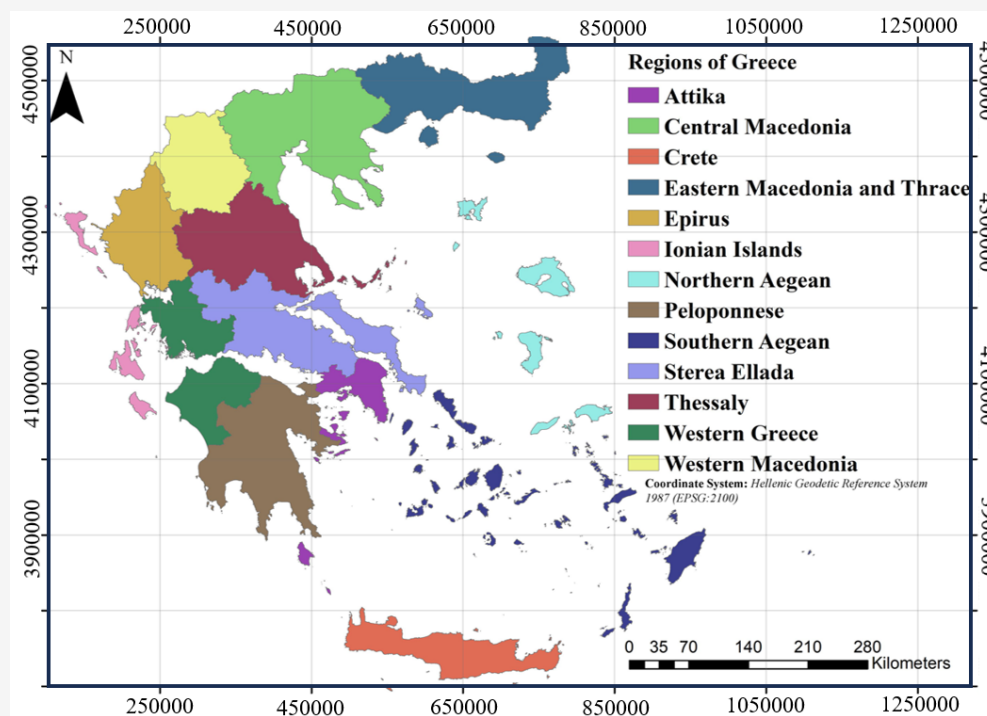 250000 450000 650000 850000 1050000 1250000
N
4500000
4300000
4100000
3900000
Regions of Greece
Attika
Central Macedonia
Crete
Eastern Macedonia and Thrace
Epirus
Ionian Islands
Northern Aegean
Peloponnese
Southern Aegean
Sterea Ellada
Thessaly
Western Greece
Western Macedonia
Coordinate System: Hellenic Geodetic Reference System
1987 (EPSG:2100)
0 35 70 140 210 280
Kilometers
250000 450000 650000 850000 1050000 1250000